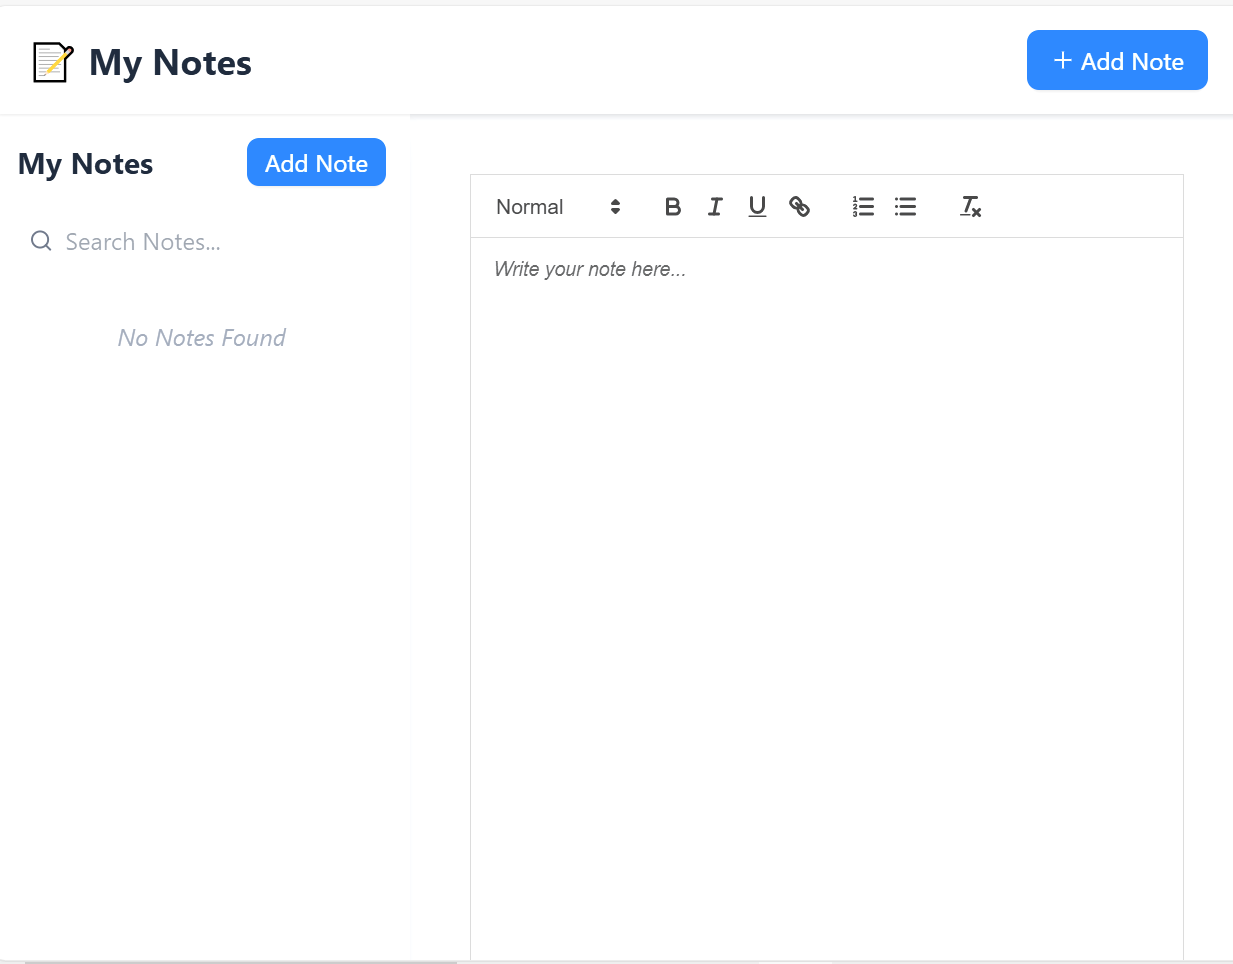 My Notes
+ Add Note
My Notes
Add Note
Search Notes...
No Notes Found
Normal
B I U
Write your note here...